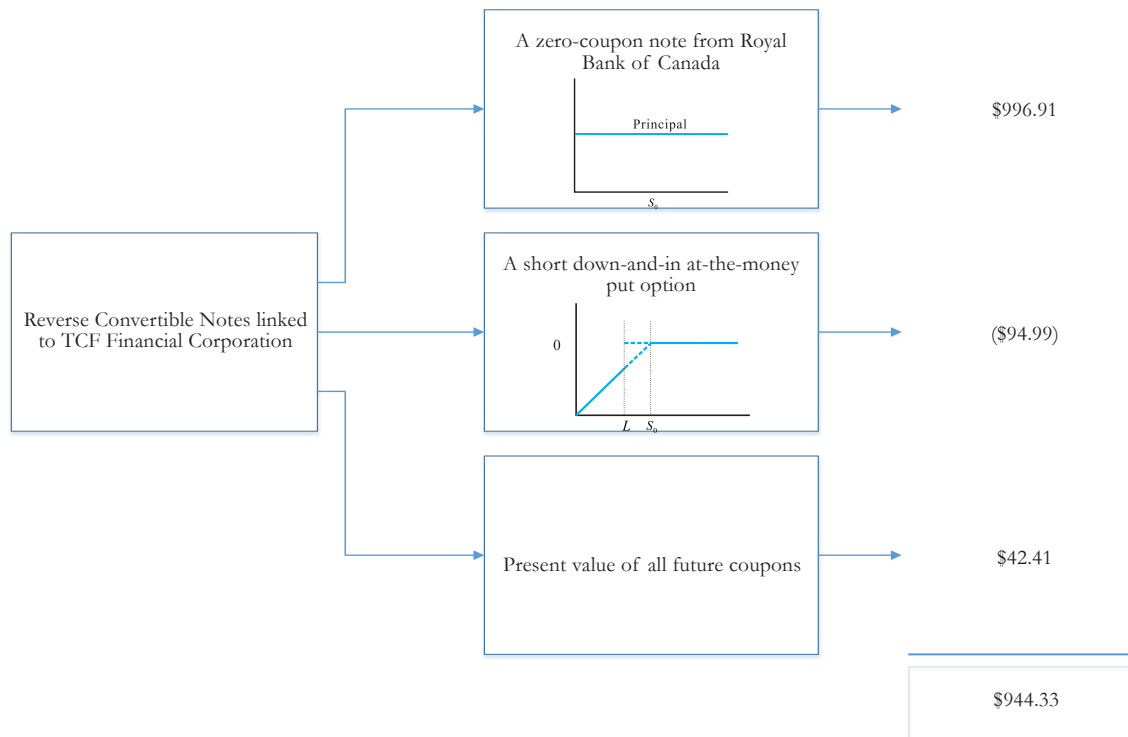 A zero-coupon note from Royal
Bank of Canada
Principal
S₀
$996.91
Reverse Convertible Notes linked
to TCF Financial Corporation
A short down-and-in at-the-money
put option
0
L S₀
($94.99)
Present value of all future coupons
$42.41
$944.33